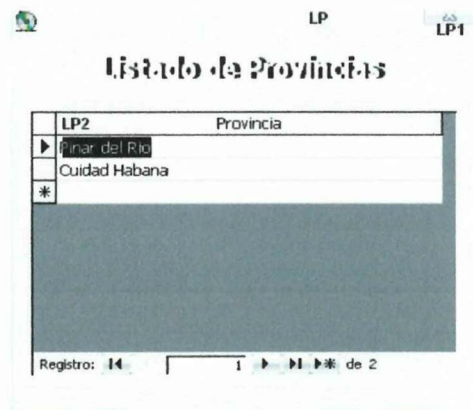 LP
LP1
Listado de Provincias
LP2 Provincia
Pinar del Rio
Cuidad Habana
Registro: 1 de 2